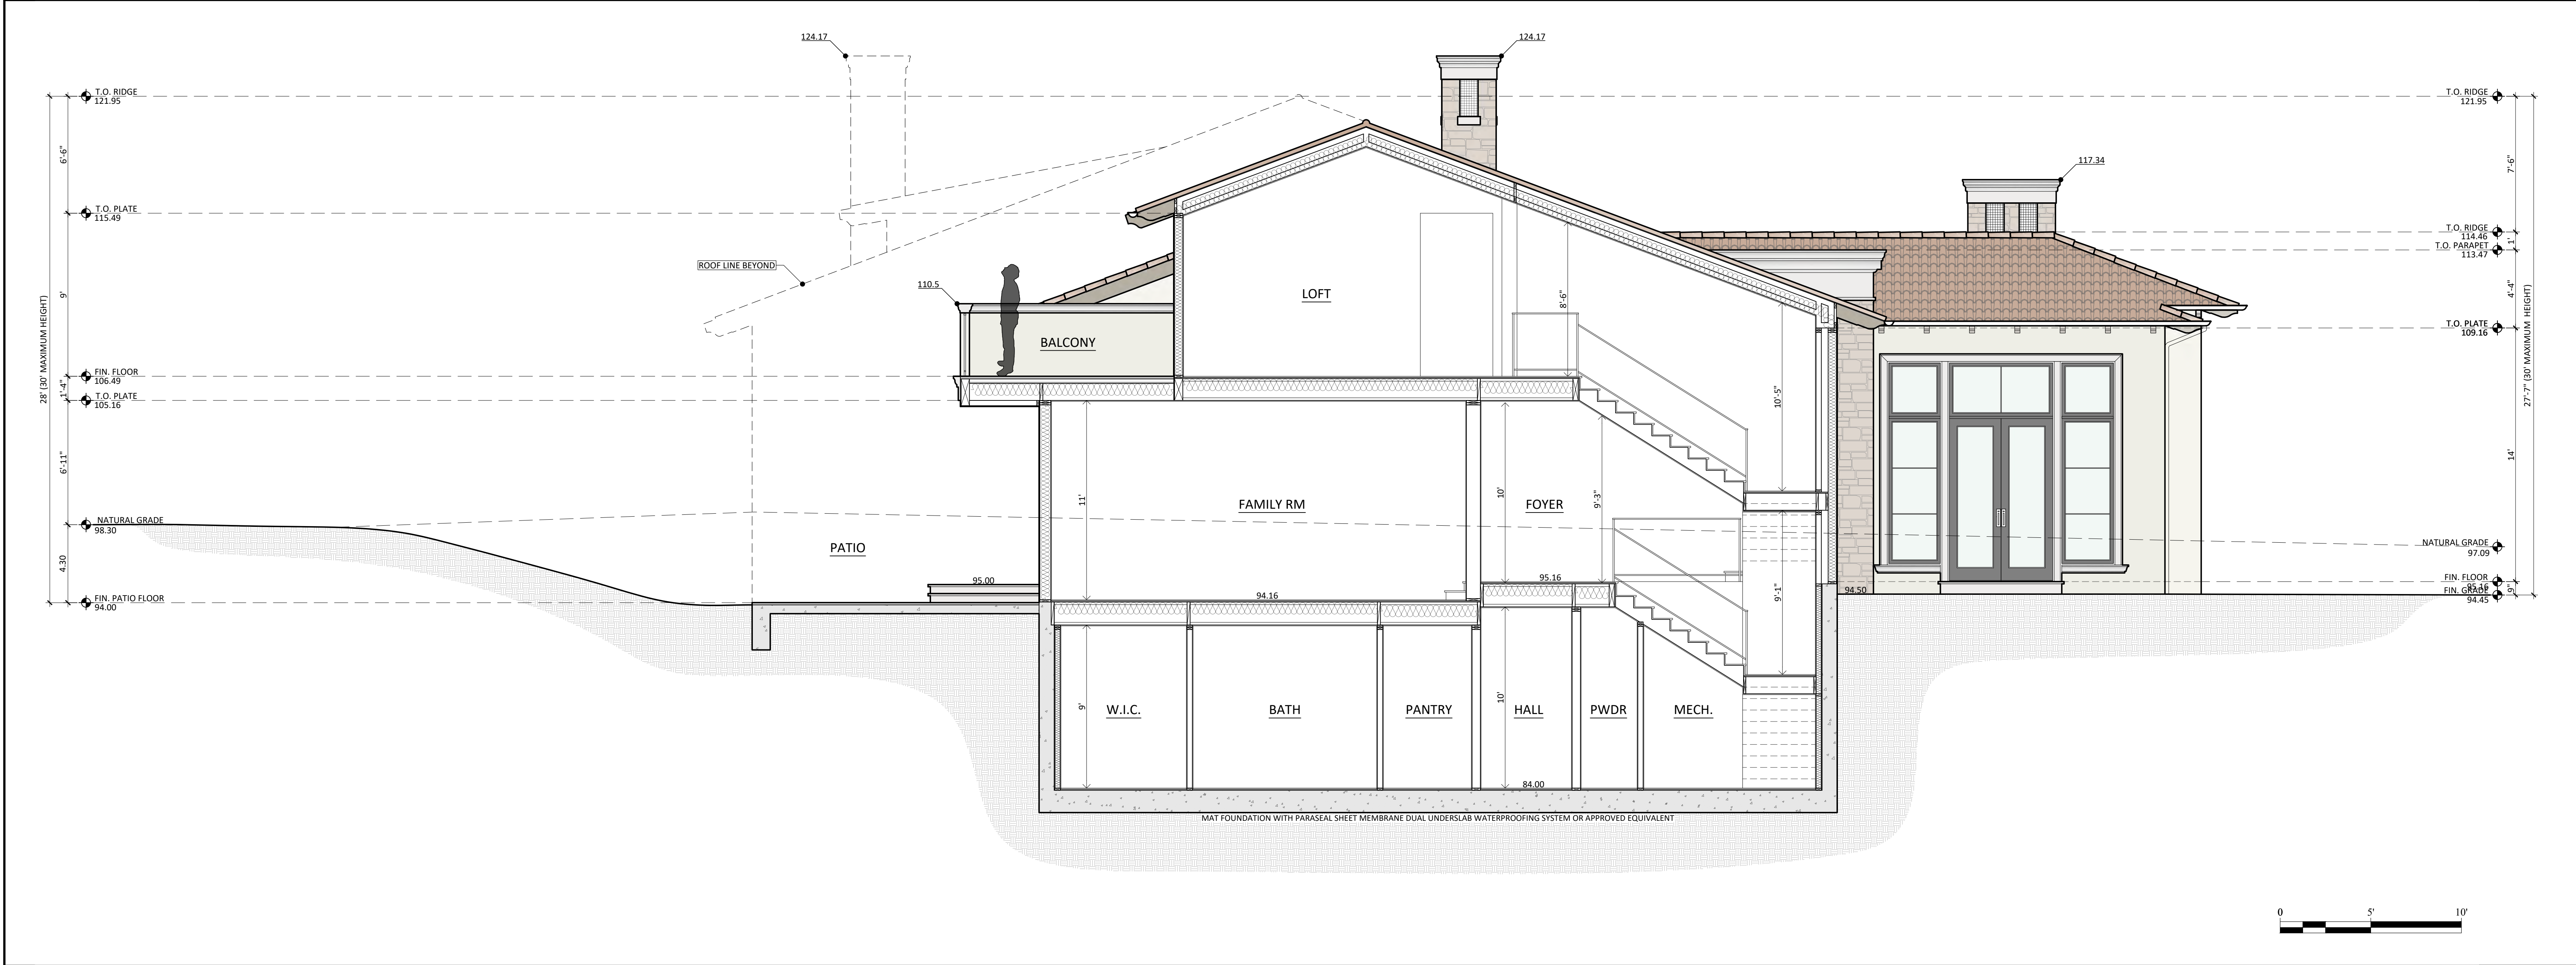 124.17
124.17
T.O. RIDGE
121.95
T.O. RIDGE
121.95
6'-6"
7'-6"
117.34
T.O. PLATE
115.49
T.O. RIDGE
114.46
1'
T.O. PARAPET
113.47
ROOF LINE BEYOND
110.5
9'
LOFT
8'-6"
4'-4"
28' (30' MAXIMUM HEIGHT)
27'-7" (30' MAXIMUM HEIGHT)
BALCONY
T.O. PLATE
109.16
FIN. FLOOR
106.49
1'-4"
T.O. PLATE
105.16
10'-5"
6'-11"
11'
FAMILY RM
10'
FOYER
9'-3"
14'
NATURAL GRADE
98.30
PATIO
NATURAL GRADE
97.09
4.30
95.00
94.16
95.16
9'-1"
94.50
FIN. FLOOR
95.16
9"
FIN. GRADE
94.45
FIN. PATIO FLOOR
94.00
9'
W.I.C.
BATH
PANTRY
10'
HALL
PWDR
MECH.
84.00
MAT FOUNDATION WITH PARASEAL SHEET MEMBRANE DUAL UNDERSLAB WATERPROOFING SYSTEM OR APPROVED EQUIVALENT
0 5' 10'